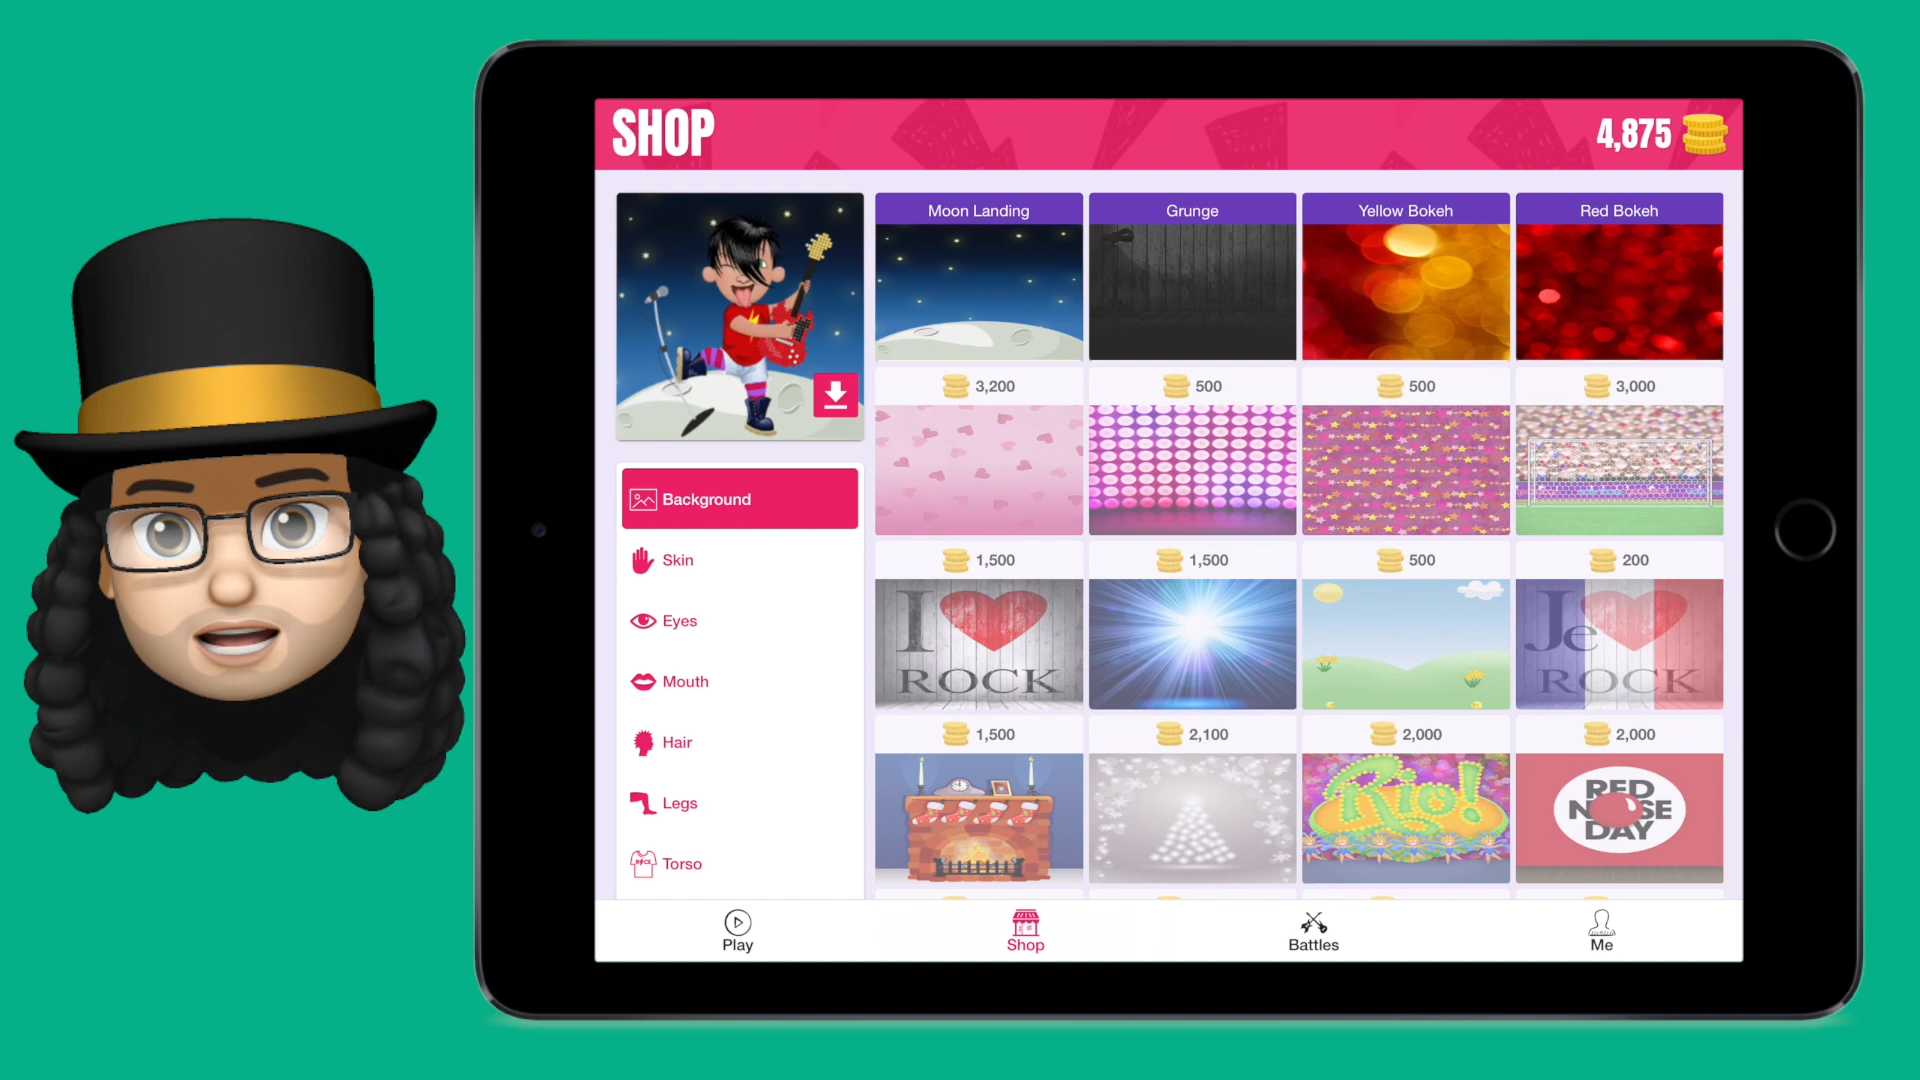 SHOP
4,875
Moon Landing
Grunge
Yellow Bokeh
Red Bokeh
3,200
500
500
3,000
Background
Skin
Eyes
Mouth
Hair
Legs
ROCK
Torso
1,500
1,500
500
200
I
ROCK
Je
ROCK
1,500
2,100
2,000
2,000
Rio!
RED
NOSE
DAY
Play
Shop
Battles
Me